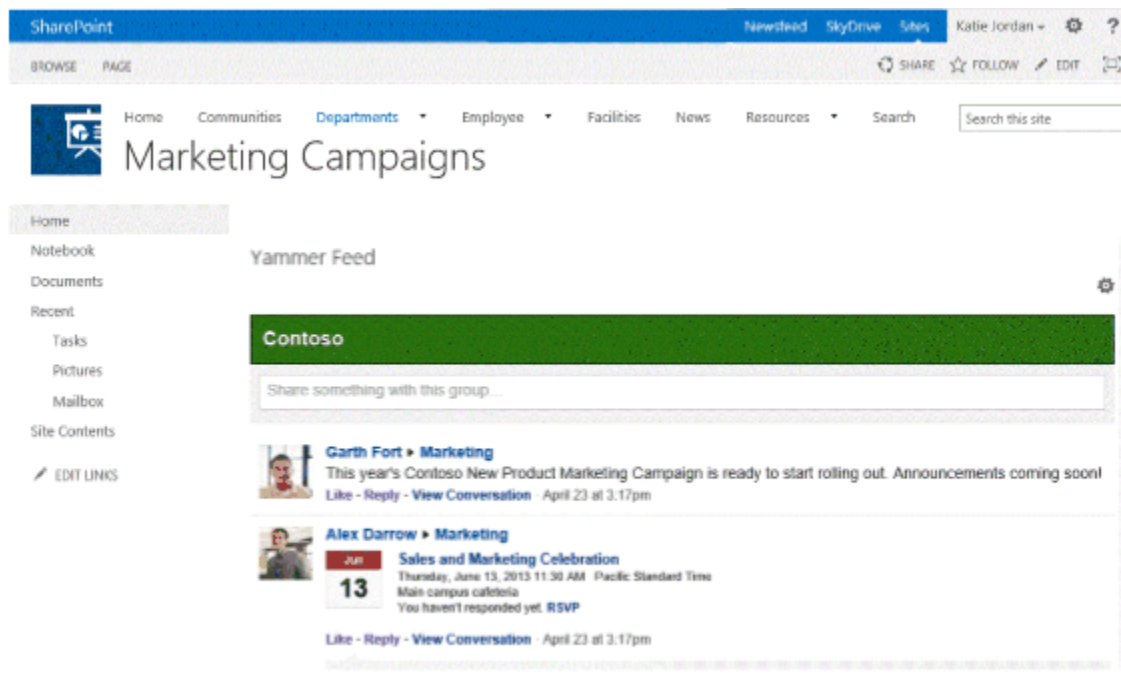 SharePoint Newsfeed SkyDrive Sites Katie Jordan ?
BROWSE PAGE SHARE FOLLOW EDIT
Home Communities Departments Employee Facilities News Resources Search Search this site
Marketing Campaigns
Home
Notebook
Documents
Recent
Tasks
Pictures
Mailbox
Site Contents
EDIT LINKS
Yammer Feed
Contoso
Share something with this group...
Garth Fort ▸ Marketing
This year's Contoso New Product Marketing Campaign is ready to start rolling out. Announcements coming soon!
Like - Reply - View Conversation · April 23 at 3:17pm
Alex Darrow ▸ Marketing
Jun
13
Sales and Marketing Celebration
Thursday, June 13, 2013 11:30 AM Pacific Standard Time
Main campus cafeteria
You haven't responded yet. RSVP
Like - Reply - View Conversation · April 23 at 3:17pm